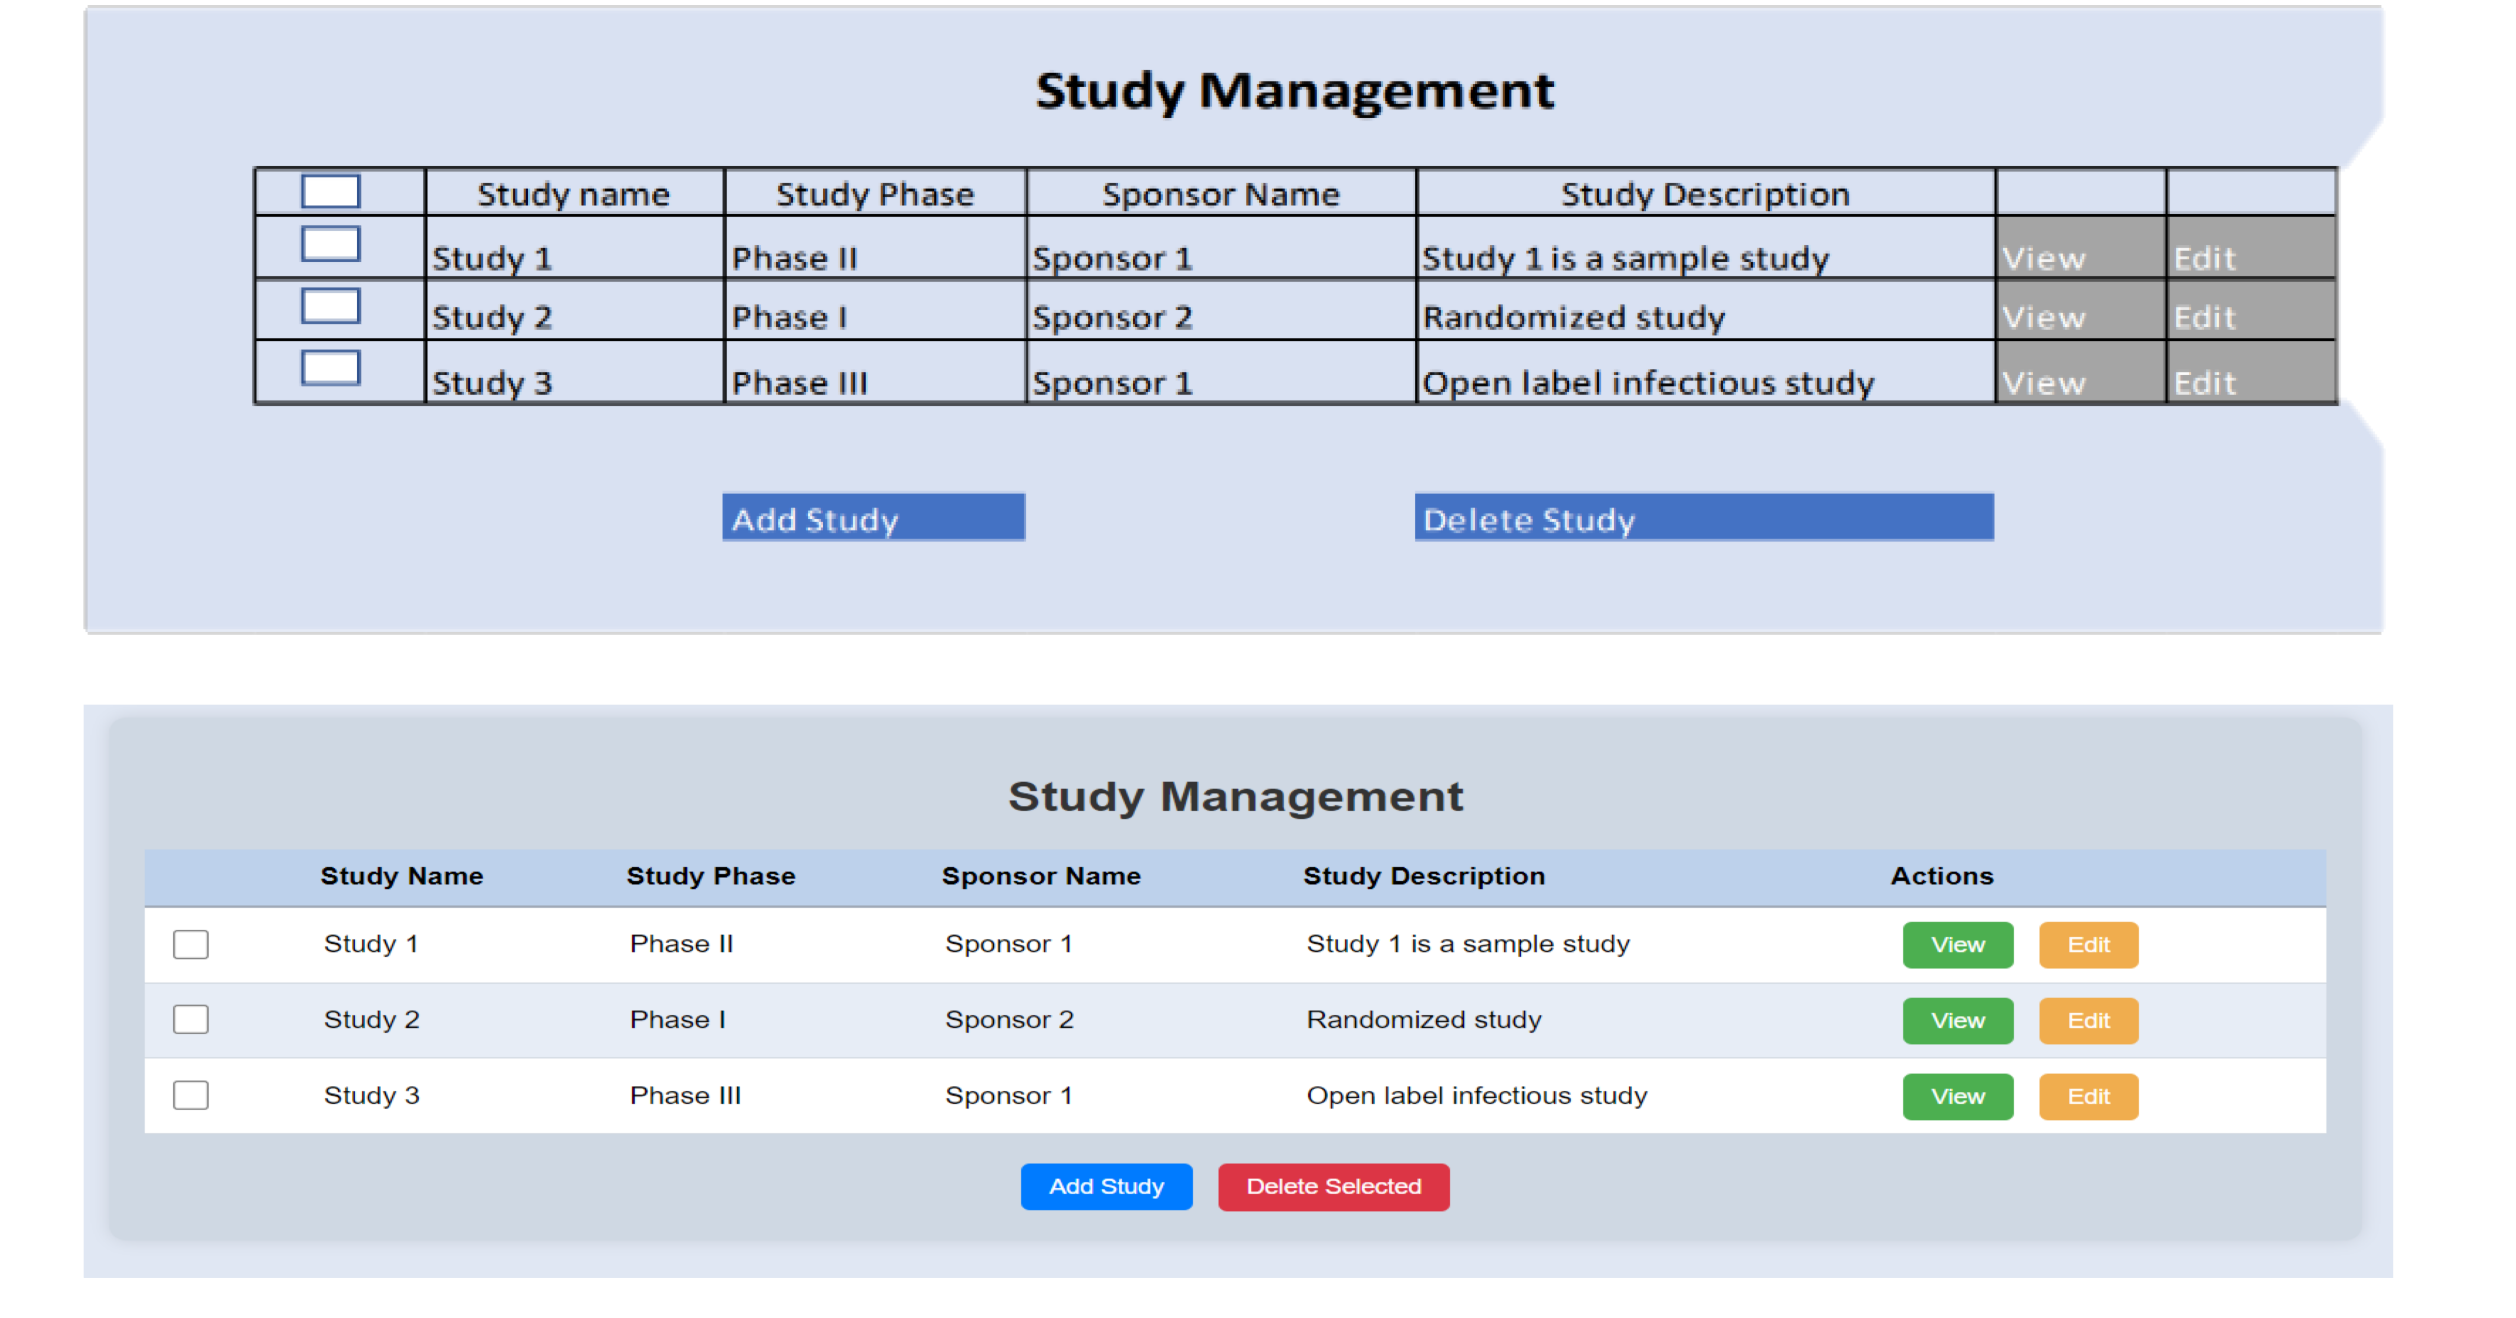 Study Management
Study name Study Phase Sponsor Name Study Description
Study 1 Phase II Sponsor 1 Study 1 is a sample study View Edit
Study 2 Phase I Sponsor 2 Randomized study View Edit
Study 3 Phase III Sponsor 1 Open label infectious study View Edit
Add Study Delete Study
Study Management
Study Name Study Phase Sponsor Name Study Description Actions
Study 1 Phase II Sponsor 1 Study 1 is a sample study View Edit
Study 2 Phase I Sponsor 2 Randomized study View Edit
Study 3 Phase III Sponsor 1 Open label infectious study View Edit
Add Study Delete Selected